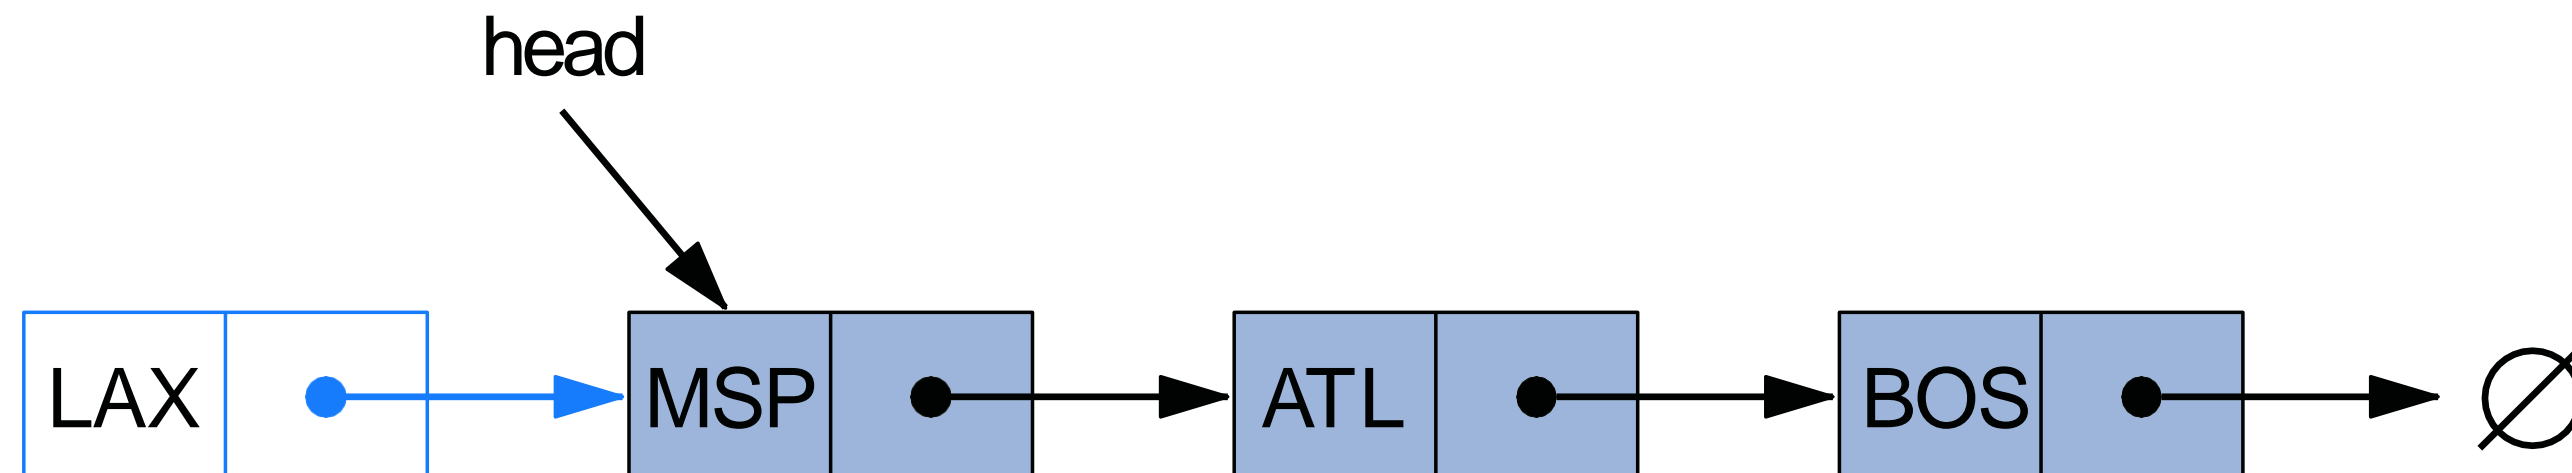 head
LAX MSP ATL BOS ∅